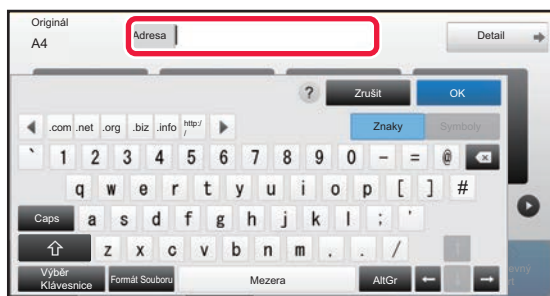 Originál
A4
Adresa
Detail
? Zrušit OK
.com .net .org .biz .info http:/
/
Znaky Symboly
` 1 2 3 4 5 6 7 8 9 0 - = @
q w e r t y u i o p [ ] #
Caps a s d f g h j k l ; '
z x c v b n m , . /
Výběr
Klávesnice
Formát Souboru
Mezera
AltGr